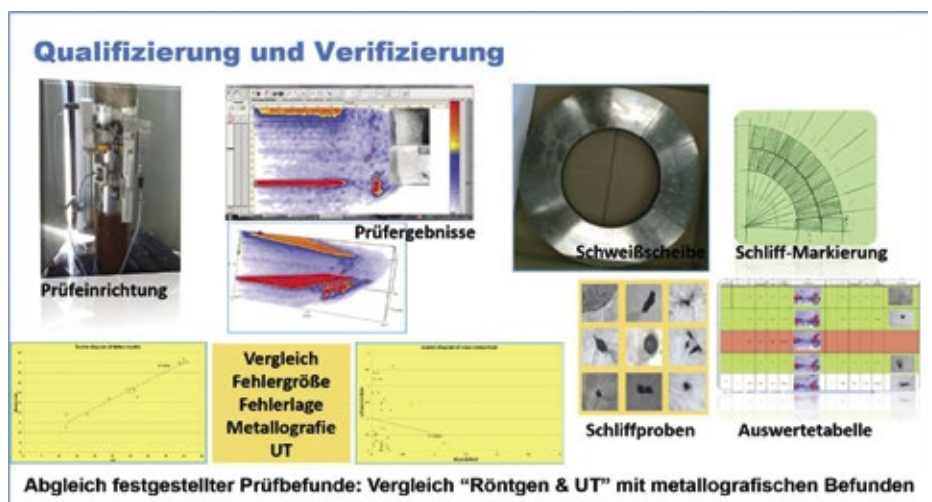 Qualifizierung und Verifizierung
Prüfeinrichtung
Prüfergebnisse
Schweißscheibe
Schliff-Markierung
Vergleich
Fehlergröße
Fehlerlage
Metallografie
UT
Schliffproben
Auswertetabelle
Abgleich festgestellter Prüfbefunde: Vergleich “Röntgen & UT” mit metallografischen Befunden